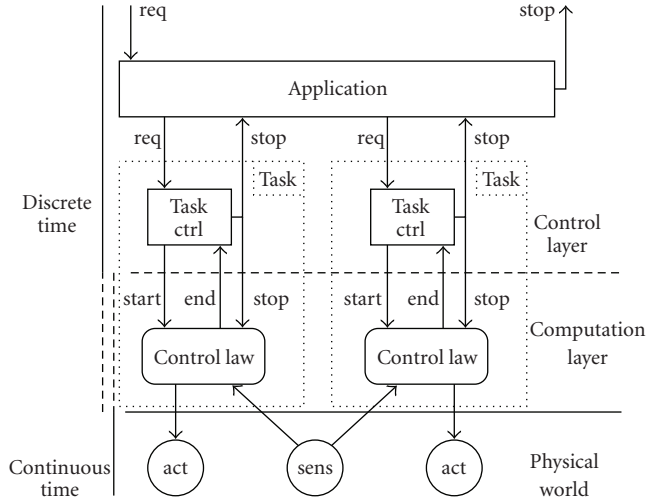 req
stop
Application
req
stop
req
stop
Task
Task
Task
ctrl
Task
ctrl
Discrete
time
Control
layer
start
end
stop
start
end
stop
Control law
Control law
Computation
layer
act
sens
act
Continuous
time
Physical
world